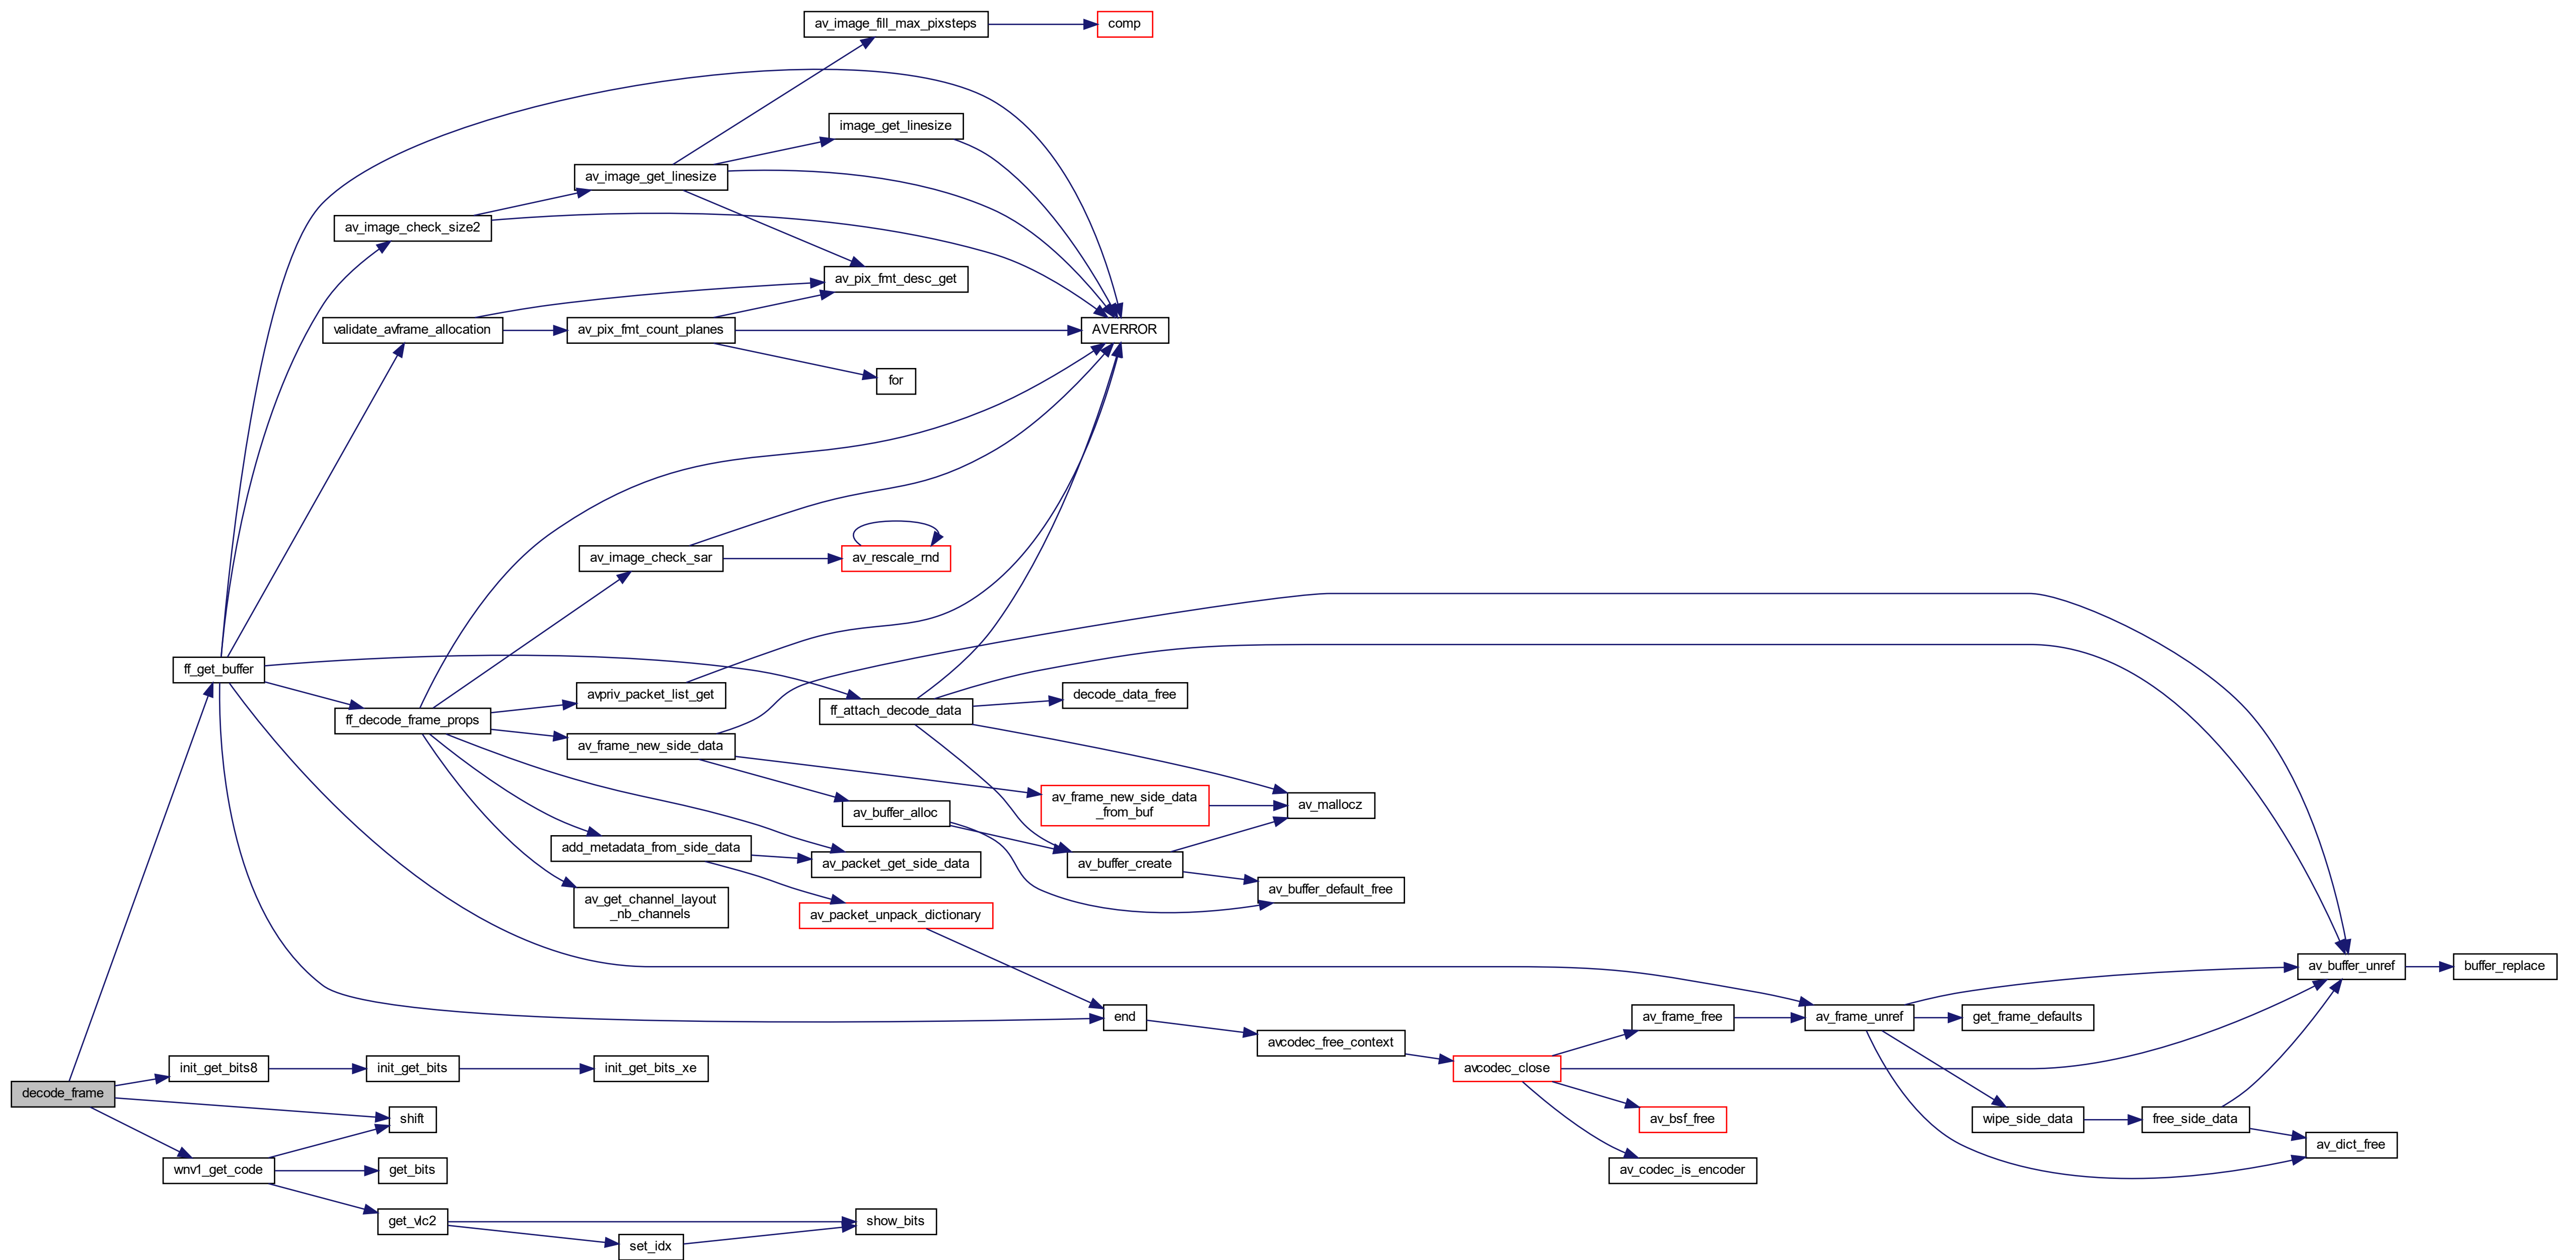 av_image_fill_max_pixsteps
comp
image_get_linesize
av_image_get_linesize
av_image_check_size2
av_pix_fmt_desc_get
validate_avframe_allocation
av_pix_fmt_count_planes
AVERROR
for
av_image_check_sar
av_rescale_rnd
ff_get_buffer
avpriv_packet_list_get
decode_data_free
ff_decode_frame_props
ff_attach_decode_data
av_frame_new_side_data
av_frame_new_side_data
_from_buf
av_mallocz
av_buffer_alloc
add_metadata_from_side_data
av_packet_get_side_data
av_buffer_create
av_buffer_default_free
av_get_channel_layout
_nb_channels
av_packet_unpack_dictionary
av_buffer_unref
buffer_replace
end
av_frame_free
av_frame_unref
get_frame_defaults
avcodec_free_context
init_get_bits8
init_get_bits
init_get_bits_xe
avcodec_close
decode_frame
shift
av_bsf_free
wipe_side_data
free_side_data
av_dict_free
wnv1_get_code
get_bits
av_codec_is_encoder
get_vlc2
show_bits
set_idx